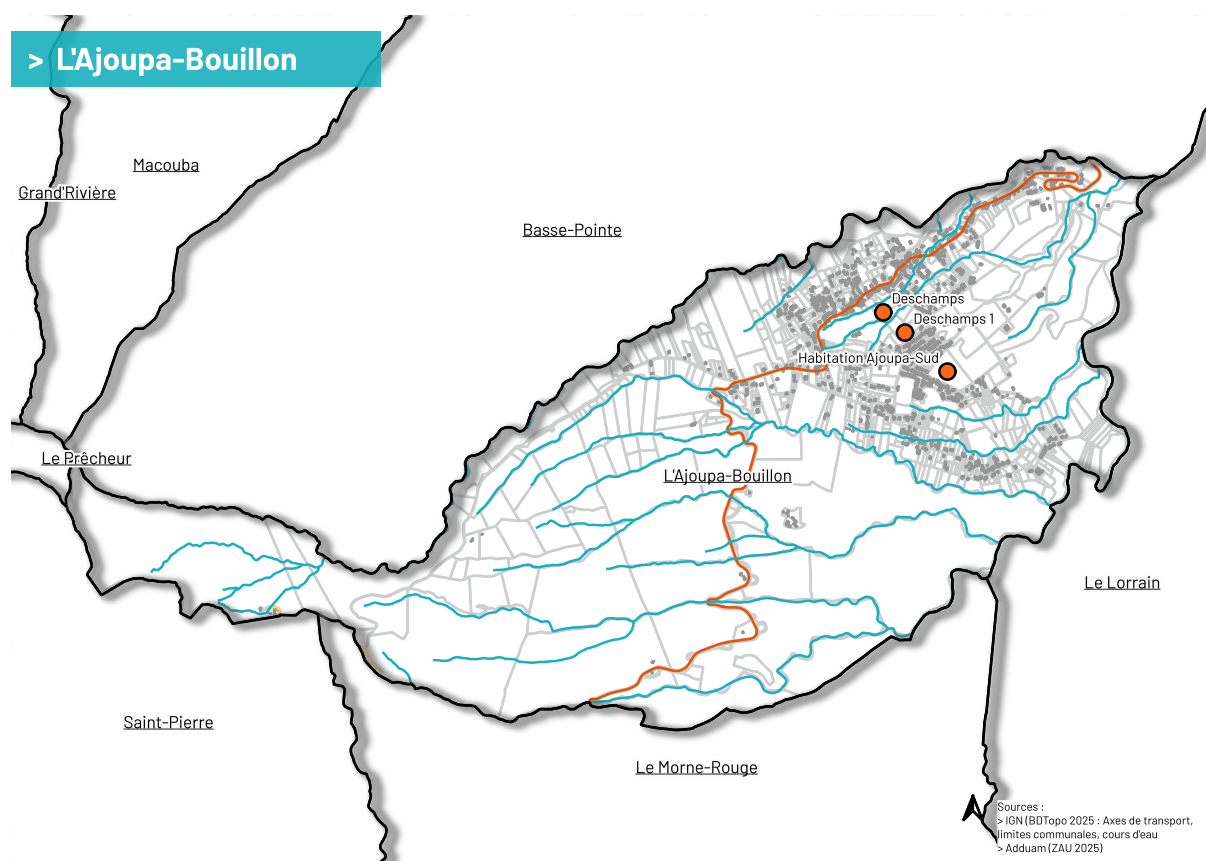 > L'Ajoupa-Bouillon
Macouba
Grand'Rivière
Basse-Pointe
Deschamps
Deschamps 1
Habitation Ajoupa-Sud
Le Prêcheur
L'Ajoupa-Bouillon
Le Lorrain
Saint-Pierre
Le Morne-Rouge
Sources :
> IGN (BDTopo 2025 : Axes de transport,
limites communales, cours d'eau
> Adduam (ZAU 2025)